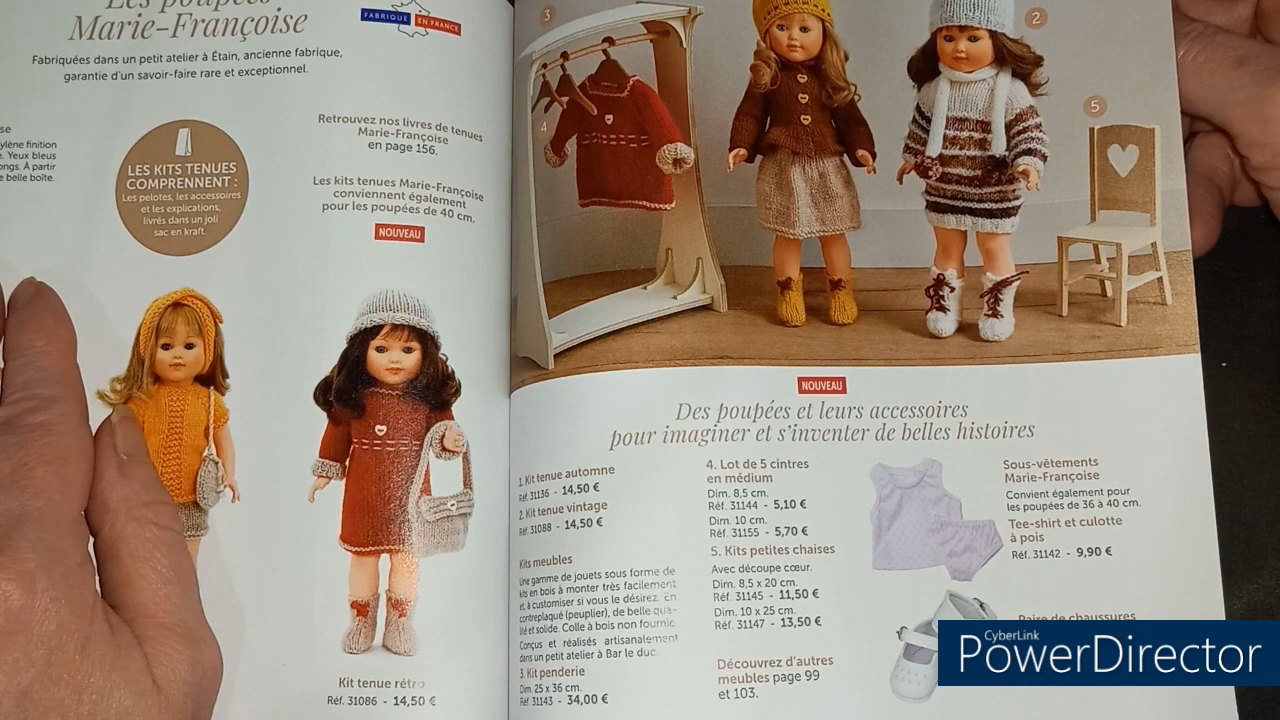 Les poupées
Marie-Françoise
Fabriquées dans un petit atelier à Étain, ancienne fabrique,
garantie d'un savoir-faire rare et exceptionnel.
FABRIQUÉ EN FRANCE
LES KITS TENUES
COMPRENNENT :
Les pelotes, les accessoires
et les explications,
livrés dans un joli
sac en kraft.
Retrouvez nos livres de tenues
Marie-Françoise
en page 156.
Les kits tenues Marie-Françoise
conviennent également
pour les poupées de 40 cm.
NOUVEAU
Yeux bleus
À partir
belle boîte.
Kit tenue rétro
Réf. 31086 - 14,50 €
3
2
4
5
NOUVEAU
Des poupées et leurs accessoires
pour imaginer et s'inventer de belles histoires
1. Kit tenue automne
Réf. 31136 - 14,50 €
2. Kit tenue vintage
Réf. 31088 - 14,50 €
Kits meubles
Une gamme de jouets sous forme de
kits en bois à monter très facilement
et, à customiser si vous le désirez. En
contreplaqué (peuplier), de belle qua-
lité et solide. Colle à bois non fournie
Conçus et réalisés artisanalement
dans un petit atelier à Bar le duc.
3. Kit penderie
Dim. 25 x 36 cm.
Réf. 31143 - 34,00 €
4. Lot de 5 cintres
en médium
Dim. 8,5 cm.
Réf. 31144 - 5,10 €
Dim. 10 cm.
Réf. 31155 - 5,70 €
5. Kits petites chaises
Avec découpe cœur.
Dim. 8,5 x 20 cm.
Réf. 31145 - 11,50 €
Dim. 10 x 25 cm.
Réf. 31147 - 13,50 €
Découvrez d'autres
meubles page 99
et 103.
Sous-vêtements
Marie-Françoise
Convient également pour
les poupées de 36 à 40 cm.
Tee-shirt et culotte
à pois
Réf. 31142 - 9,90 €
Paire de chaussures
CyberLink
PowerDirector